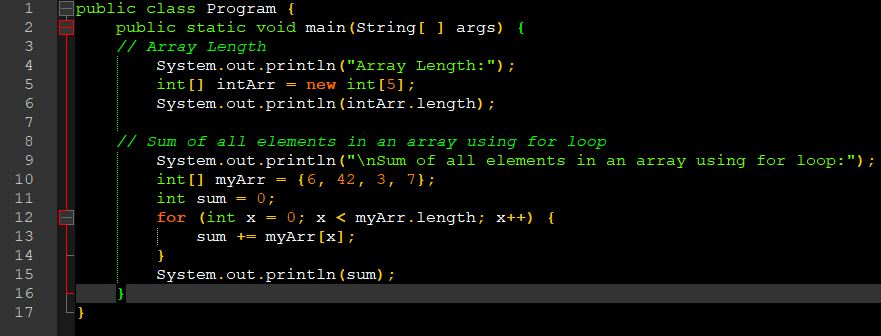 1 public class Program {
2     public static void main(String[ ] args) {
3     // Array Length
4         System.out.println("Array Length:");
5         int[] intArr = new int[5];
6         System.out.println(intArr.length);
7
8     // Sum of all elements in an array using for loop
9         System.out.println("\nSum of all elements in an array using for loop:");
10         int[] myArr = {6, 42, 3, 7};
11         int sum = 0;
12         for (int x = 0; x < myArr.length; x++) {
13             sum += myArr[x];
14         }
15         System.out.println(sum);
16     }
17 }